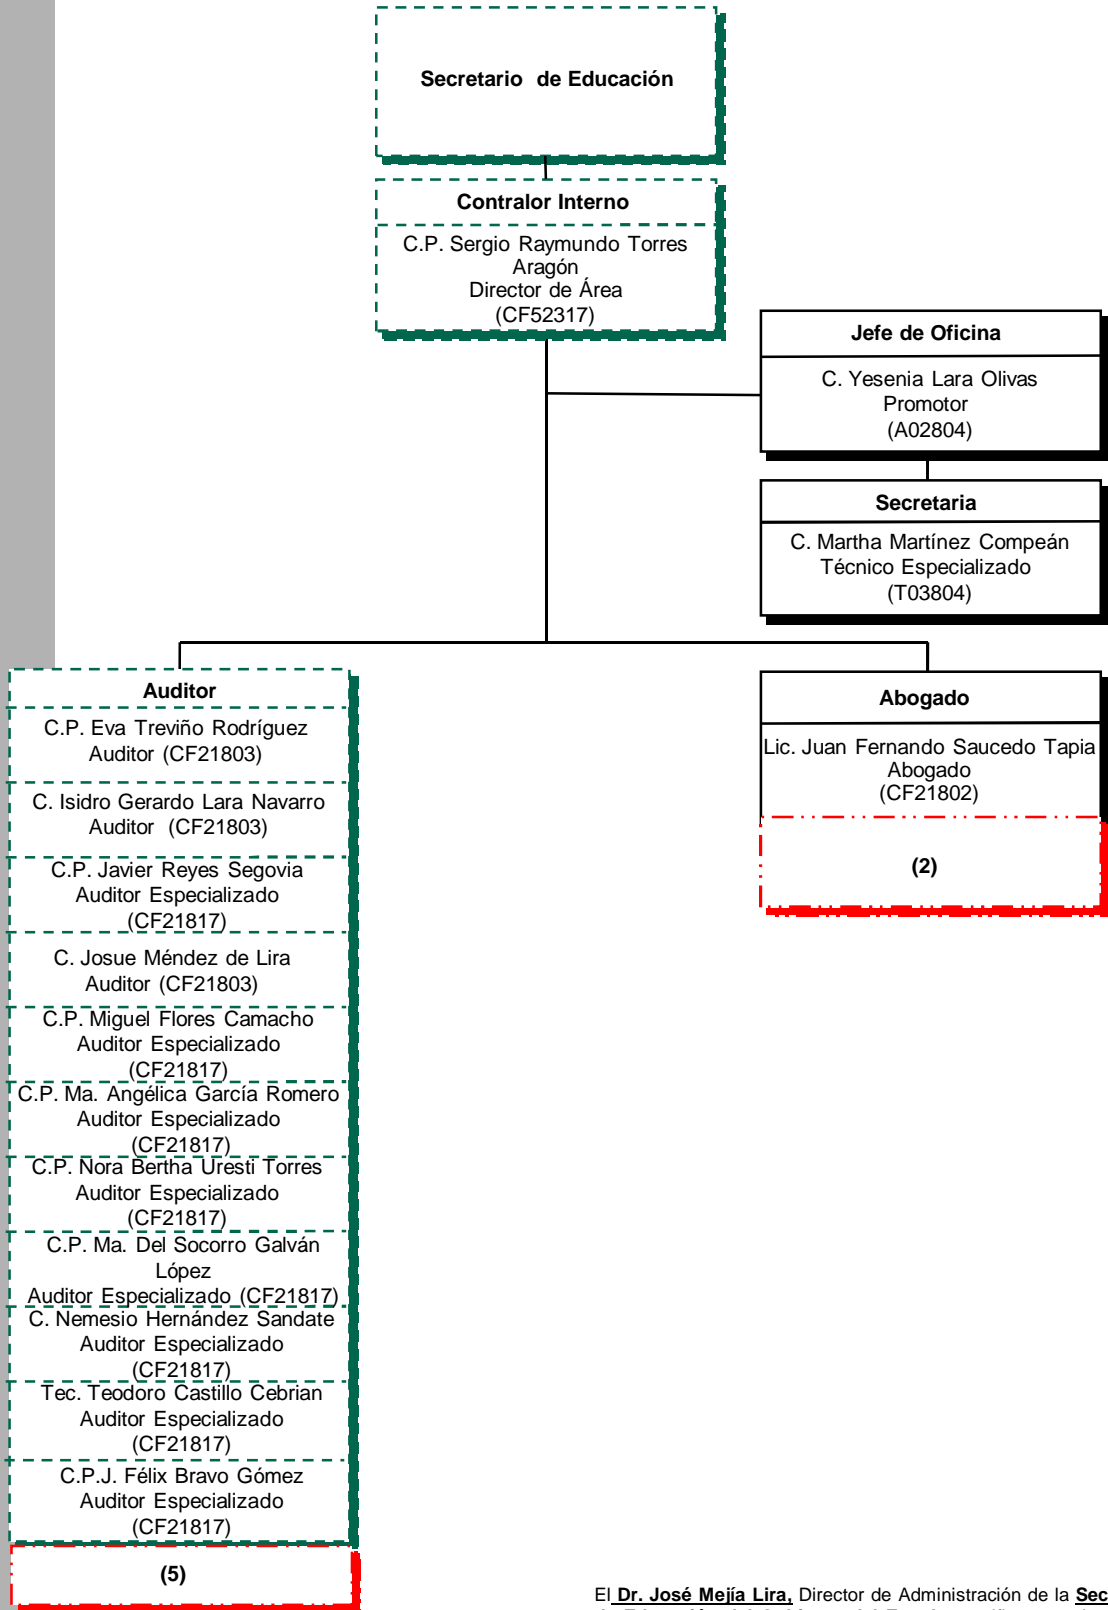 Secretario de Educación
Contralor Interno
C.P. Sergio Raymundo Torres
Aragón
Director de Área
(CF52317)
Jefe de Oficina
C. Yesenia Lara Olivas
Promotor
(A02804)
Secretaria
C. Martha Martínez Compeán
Técnico Especializado
(T03804)
Auditor
C.P. Eva Treviño Rodríguez
Auditor (CF21803)
C. Isidro Gerardo Lara Navarro
Auditor (CF21803)
C.P. Javier Reyes Segovia
Auditor Especializado
(CF21817)
C. Josue Méndez de Lira
Auditor (CF21803)
C.P. Miguel Flores Camacho
Auditor Especializado
(CF21817)
C.P. Ma. Angélica García Romero
Auditor Especializado
(CF21817)
C.P. Nora Bertha Uresti Torres
Auditor Especializado
(CF21817)
C.P. Ma. Del Socorro Galván
López
Auditor Especializado (CF21817)
C. Nemesio Hernández Sandate
Auditor Especializado
(CF21817)
Tec. Teodoro Castillo Cebrian
Auditor Especializado
(CF21817)
C.P.J. Félix Bravo Gómez
Auditor Especializado
(CF21817)
(5)
Abogado
Lic. Juan Fernando Saucedo Tapia
Abogado
(CF21802)
(2)
El Dr. José Mejía Lira, Director de Administración de la Sec